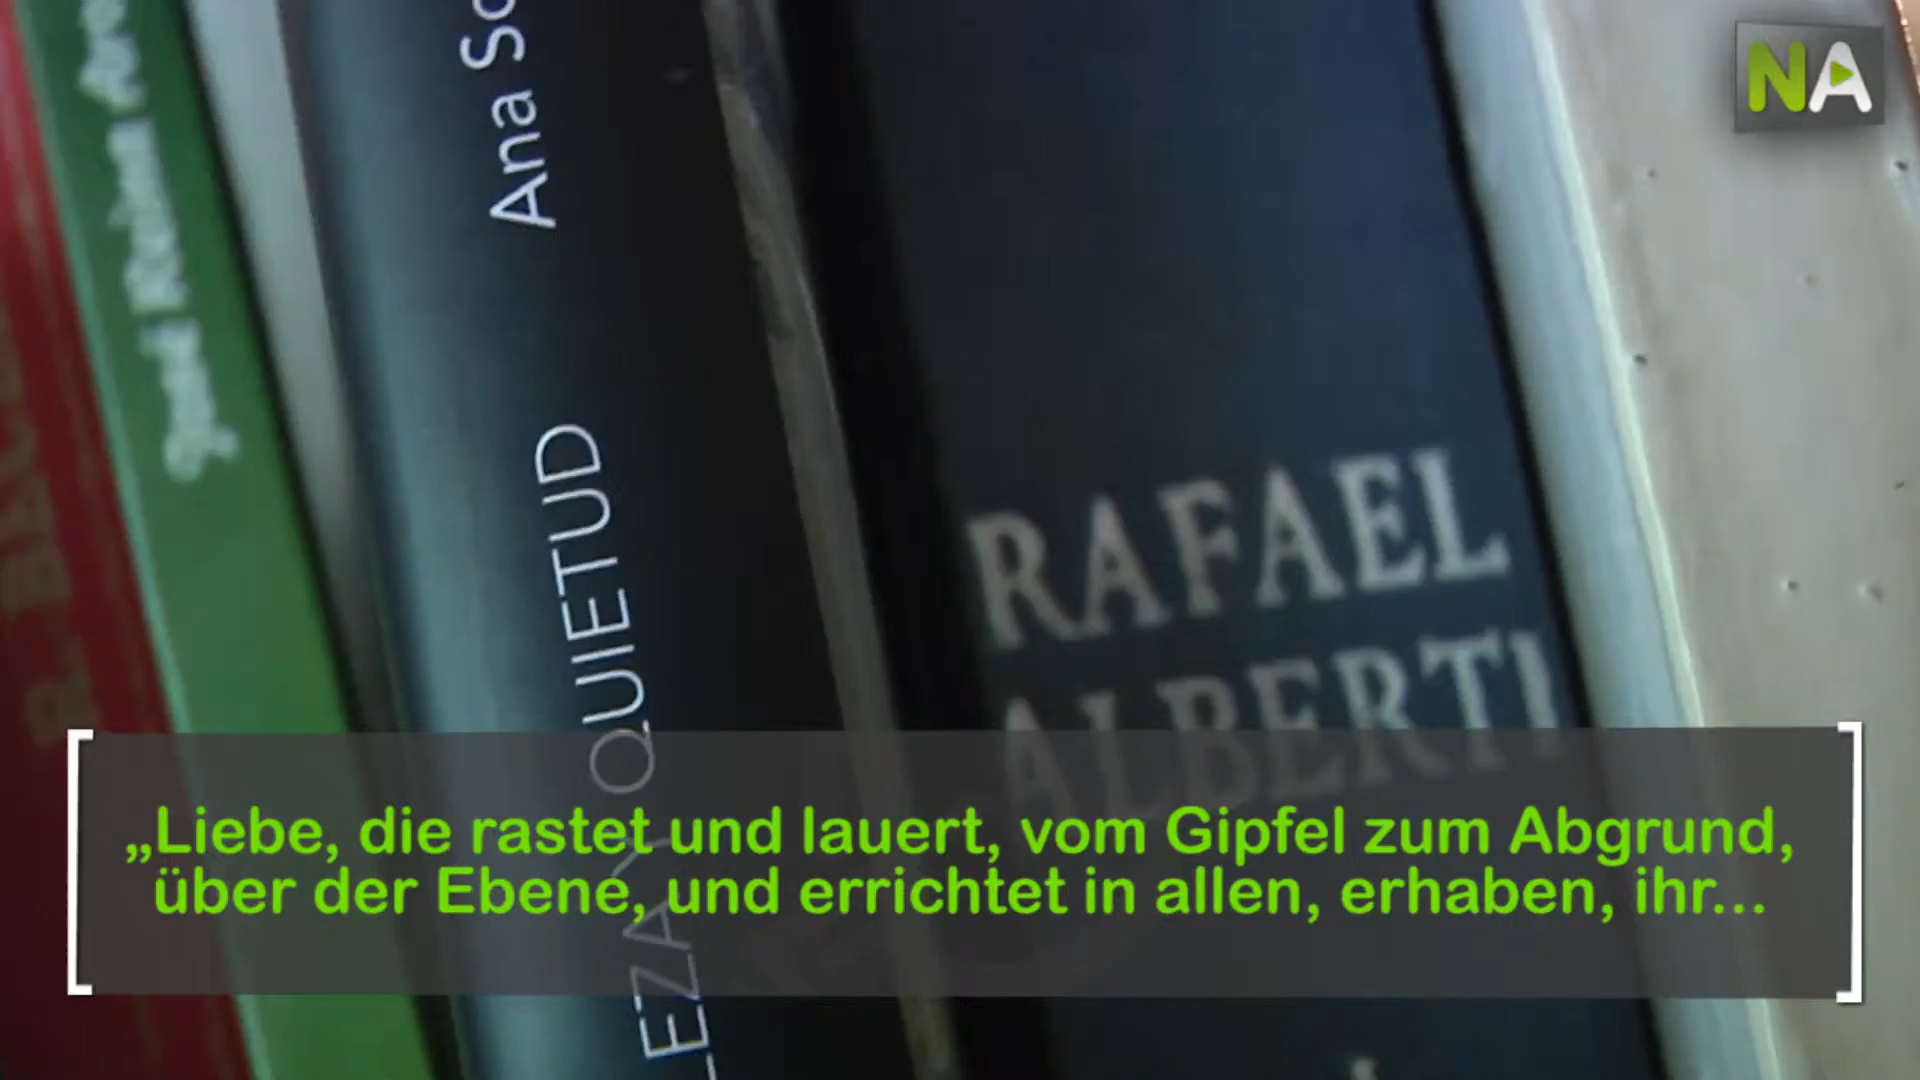 NA
Ana
QUIETUD
EZA Y
RAFAEL
ALBERTI
„Liebe, die rastet und lauert, vom Gipfel zum Abgrund,
über der Ebene, und errichtet in allen, erhaben, ihr...